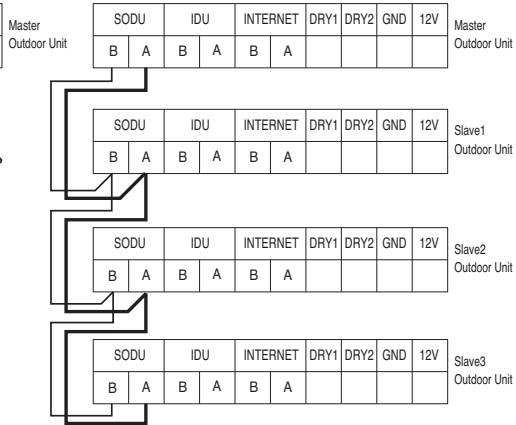 Master
Outdoor Unit
SODU IDU INTERNET DRY1 DRY2 GND 12V
B A B A B A
Master
Outdoor Unit
SODU IDU INTERNET DRY1 DRY2 GND 12V
B A B A B A
Slave1
Outdoor Unit
SODU IDU INTERNET DRY1 DRY2 GND 12V
B A B A B A
Slave2
Outdoor Unit
SODU IDU INTERNET DRY1 DRY2 GND 12V
B A B A B A
Slave3
Outdoor Unit